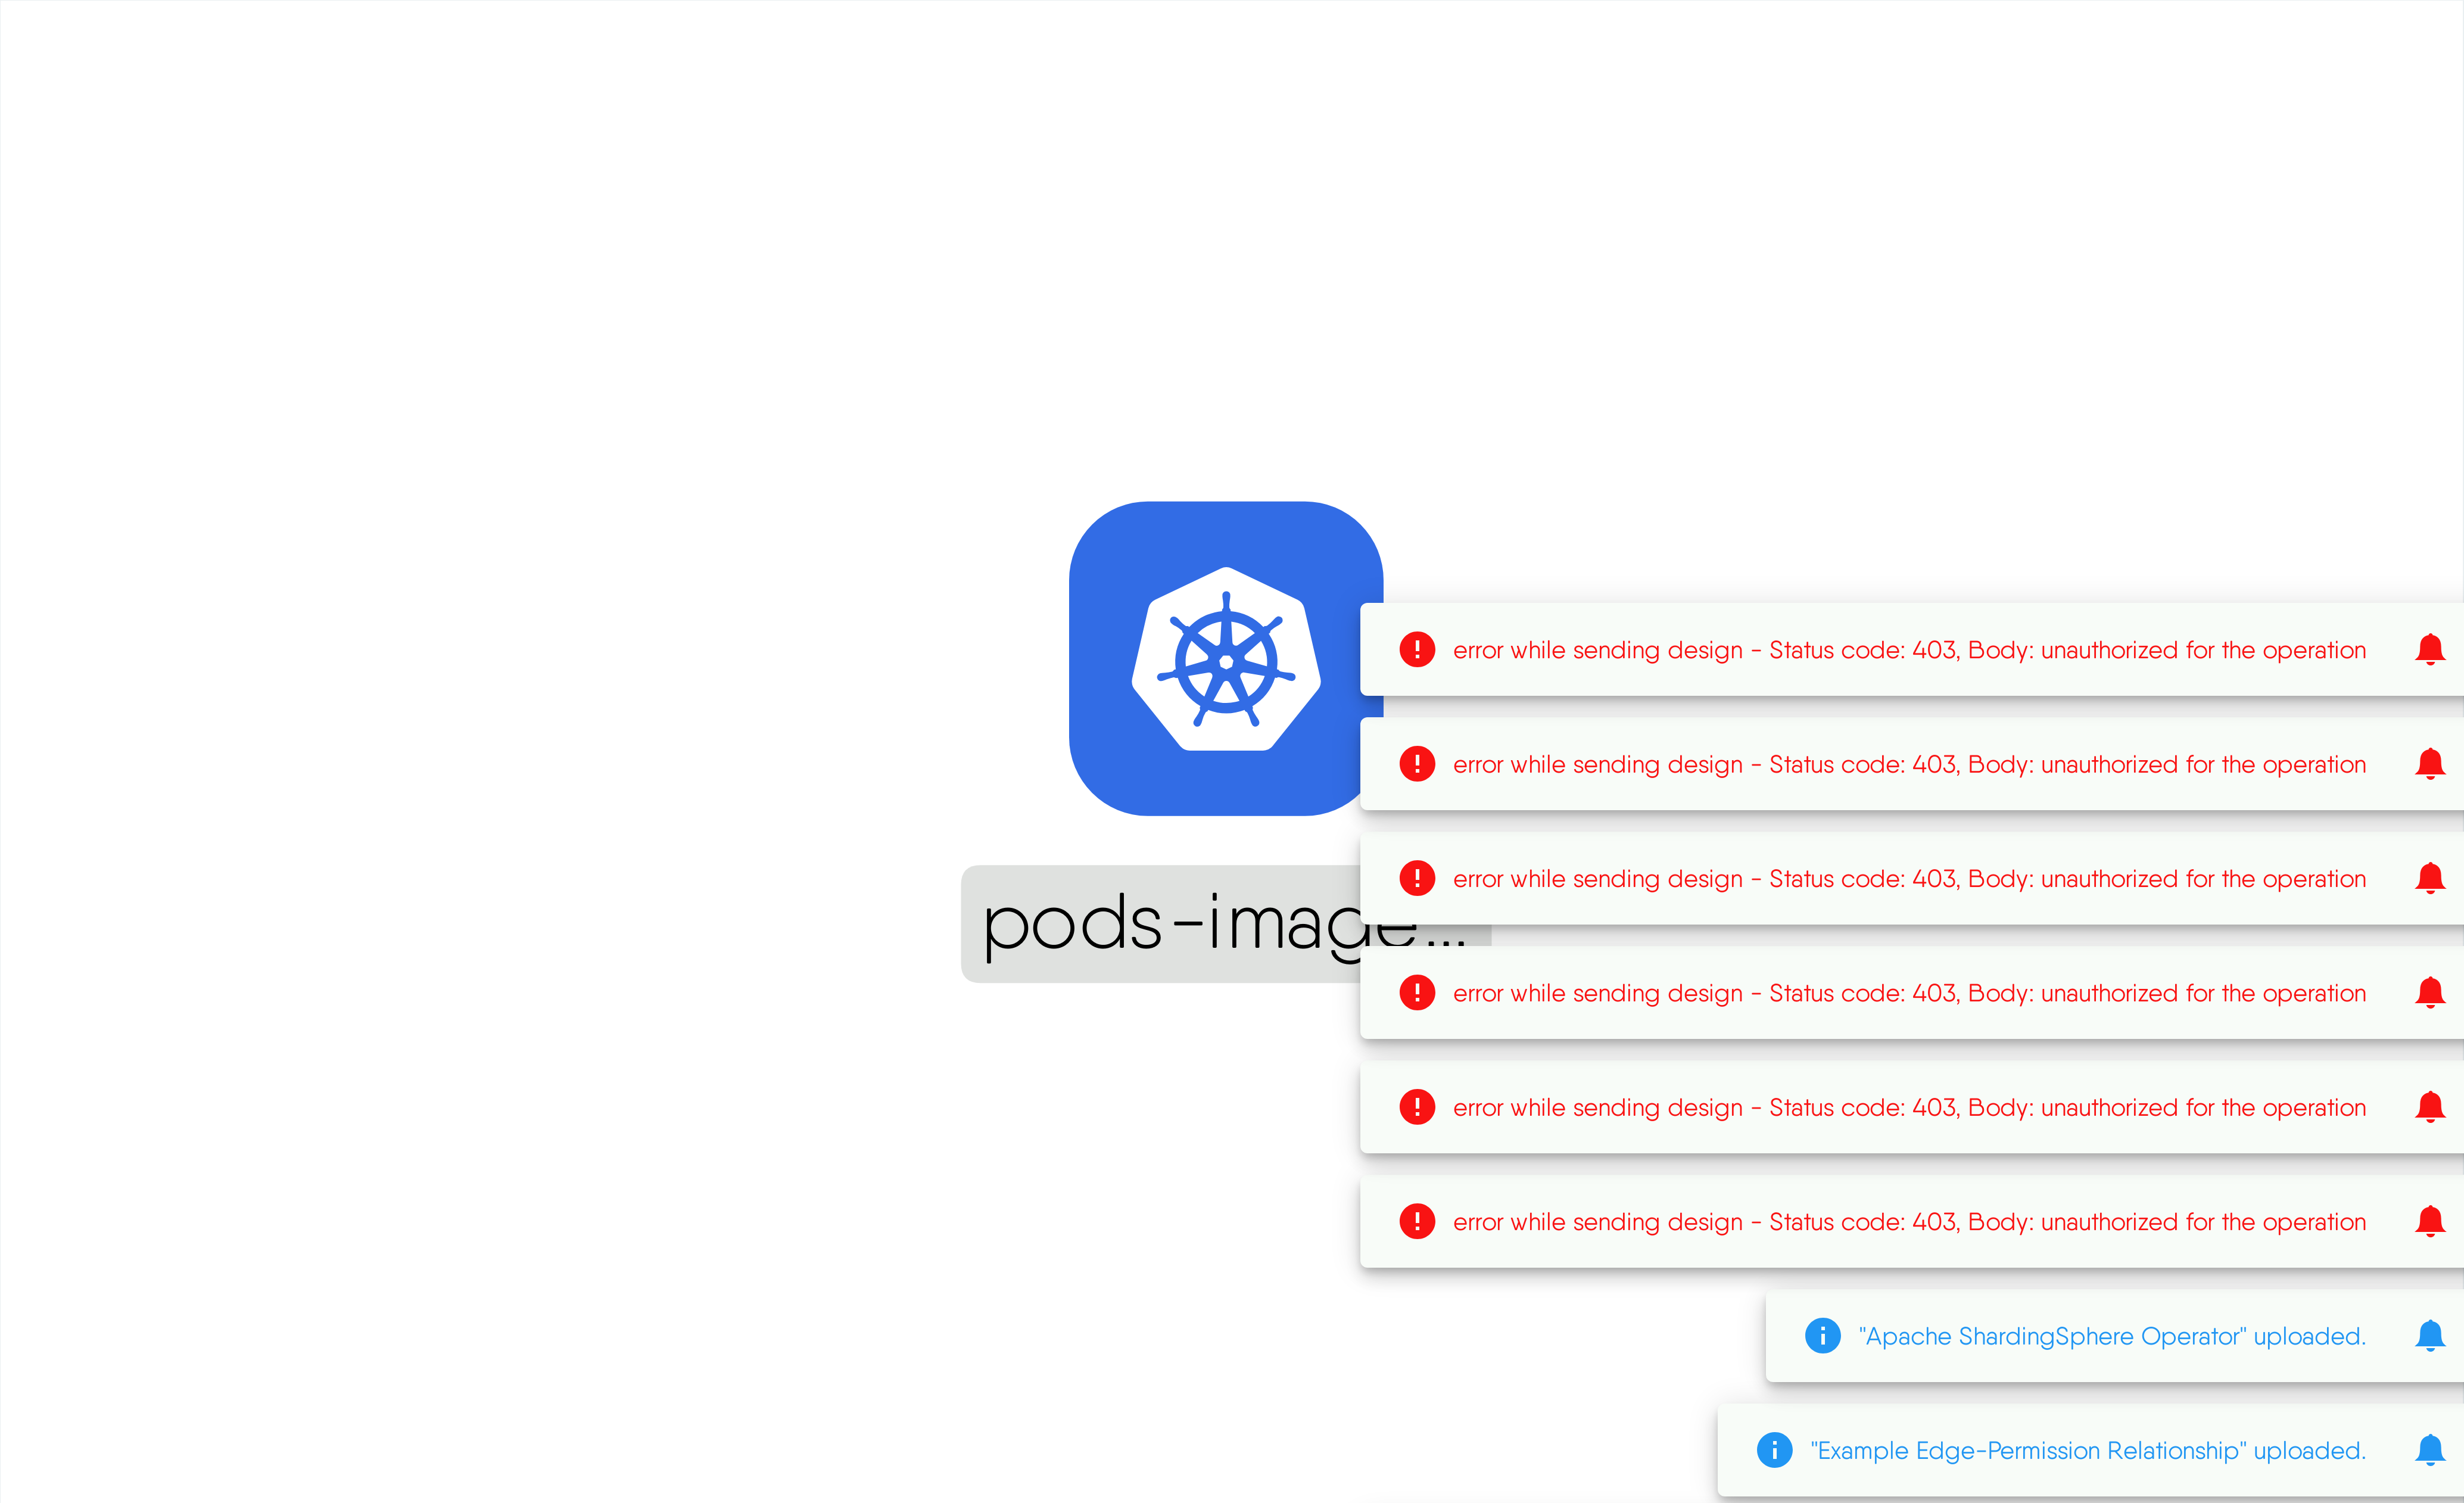 pods-image...
error while sending design - Status code: 403, Body: unauthorized for the operation
error while sending design - Status code: 403, Body: unauthorized for the operation
error while sending design - Status code: 403, Body: unauthorized for the operation
error while sending design - Status code: 403, Body: unauthorized for the operation
error while sending design - Status code: 403, Body: unauthorized for the operation
error while sending design - Status code: 403, Body: unauthorized for the operation
"Apache ShardingSphere Operator" uploaded.
"Example Edge-Permission Relationship" uploaded.